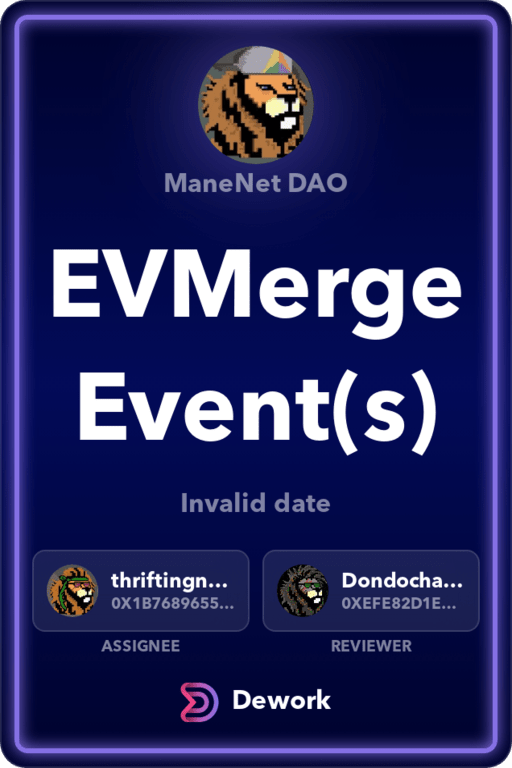 ManeNet DAO
EVMerge
Event(s)
Invalid date
thriftingn...
0X1B7689655...
ASSIGNEE
Dondocha...
0XEFE82D1E...
REVIEWER
Dework